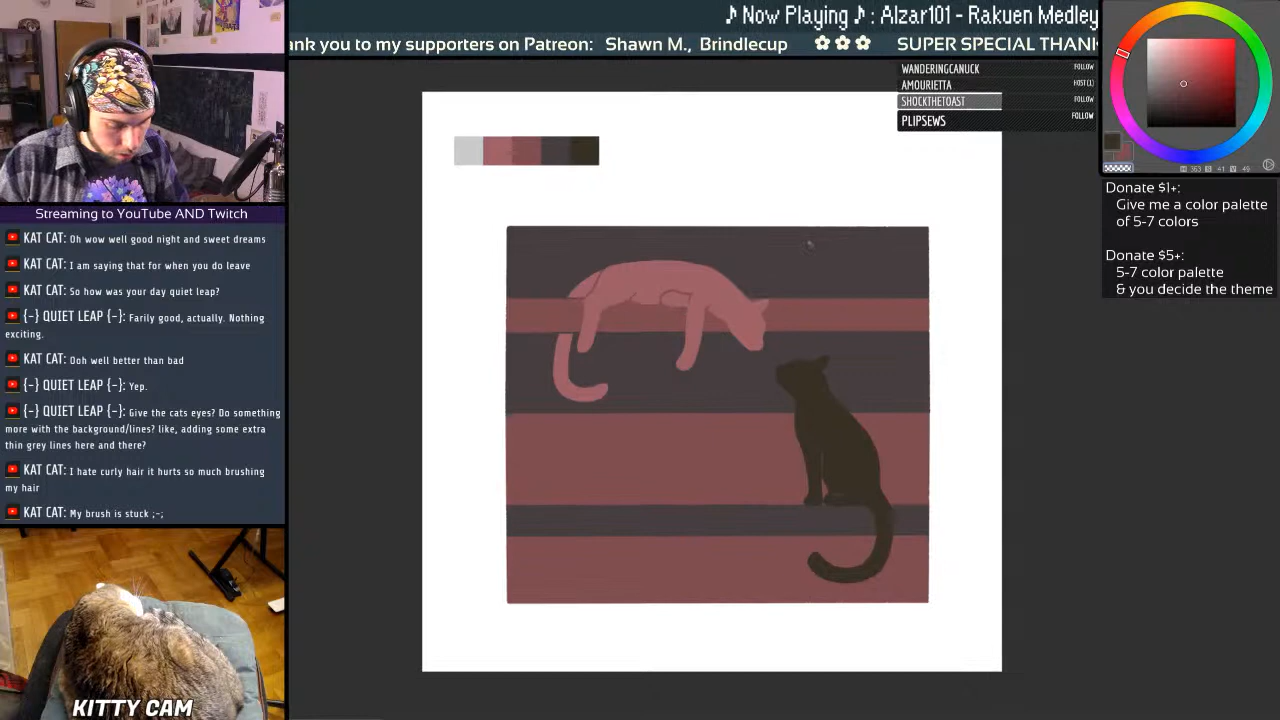 ♪ Now Playing ♪ : Alzar101 - Rakuen Medley
ank you to my supporters on Patreon: Shawn M., Brindlecup ✿ ✿ ✿ SUPER SPECIAL THAN
WANDERINGCANUCK FOLLOW
AMOURIETTA HOST(1)
SHOCKTHETOAST FOLLOW
PLIPSEWS FOLLOW
Donate $1+:
Give me a color palette
of 5-7 colors
Donate $5+:
5-7 color palette
& you decide the theme
Streaming to YouTube AND Twitch
KAT CAT: Oh wow well good night and sweet dreams
KAT CAT: I am saying that for when you do leave
KAT CAT: So how was your day quiet leap?
{-} QUIET LEAP {-}: Farily good, actually. Nothing
exciting.
KAT CAT: Ooh well better than bad
{-} QUIET LEAP {-}: Yep.
{-} QUIET LEAP {-}: Give the cats eyes? Do something
more with the background/lines? like, adding some extra
thin grey lines here and there?
KAT CAT: I hate curly hair it hurts so much brushing
my hair
KAT CAT: My brush is stuck ;-;
KITTY CAM